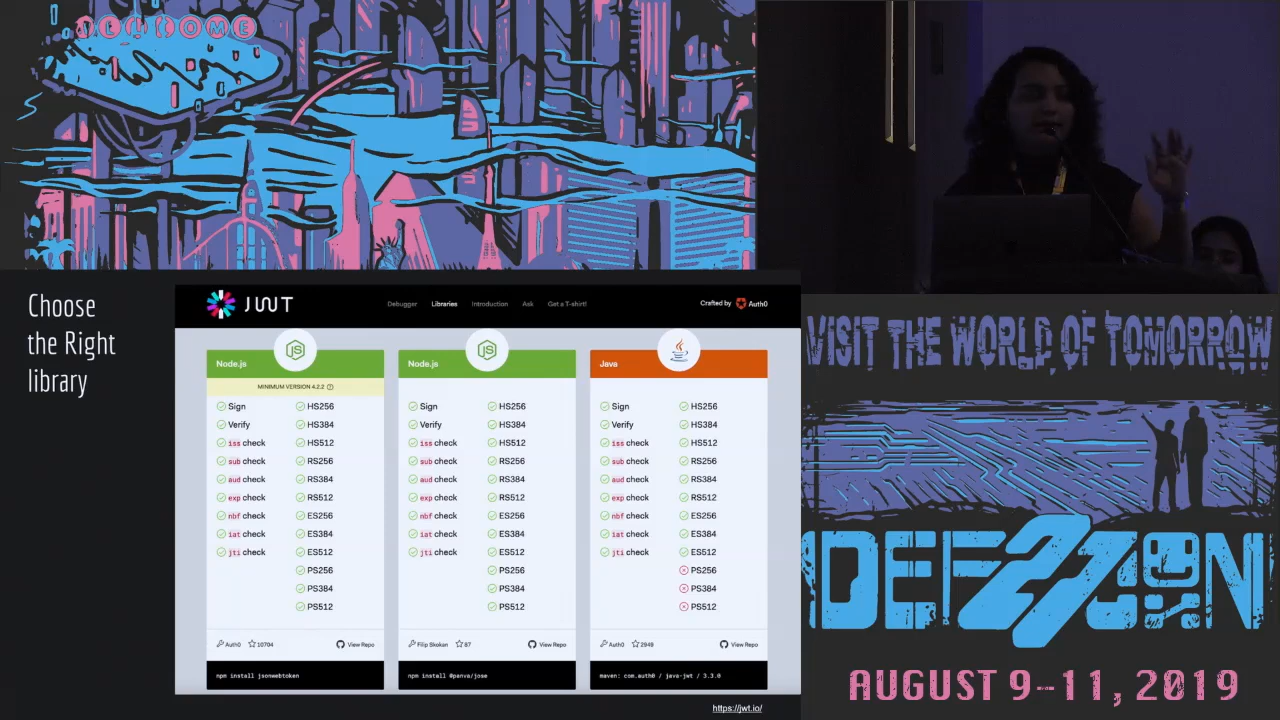 WELCOME
Choose
the Right
library
JWT
Debugger
Libraries
Introduction
Ask
Get a T-shirt!
Crafted by Auth0
Node.js
MINIMUM VERSION 4.2.2
Sign
Verify
iss check
sub check
aud check
exp check
nbf check
iat check
jti check
HS256
HS384
HS512
RS256
RS384
RS512
ES256
ES384
ES512
PS256
PS384
PS512
Auth0
10704
View Repo
npm install jsonwebtoken
Node.js
Sign
Verify
iss check
sub check
aud check
exp check
nbf check
iat check
jti check
HS256
HS384
HS512
RS256
RS384
RS512
ES256
ES384
ES512
PS256
PS384
PS512
Filip Skokan
87
View Repo
npm install @panva/jose
Java
Sign
Verify
iss check
sub check
aud check
exp check
nbf check
iat check
jti check
HS256
HS384
HS512
RS256
RS384
RS512
ES256
ES384
ES512
PS256
PS384
PS512
Auth0
2949
View Repo
maven: com.auth0 / java-jwt / 3.3.0
https://jwt.io/
VISIT THE WORLD OF TOMORROW
DEFCON
27
AUGUST 9-11, 2019